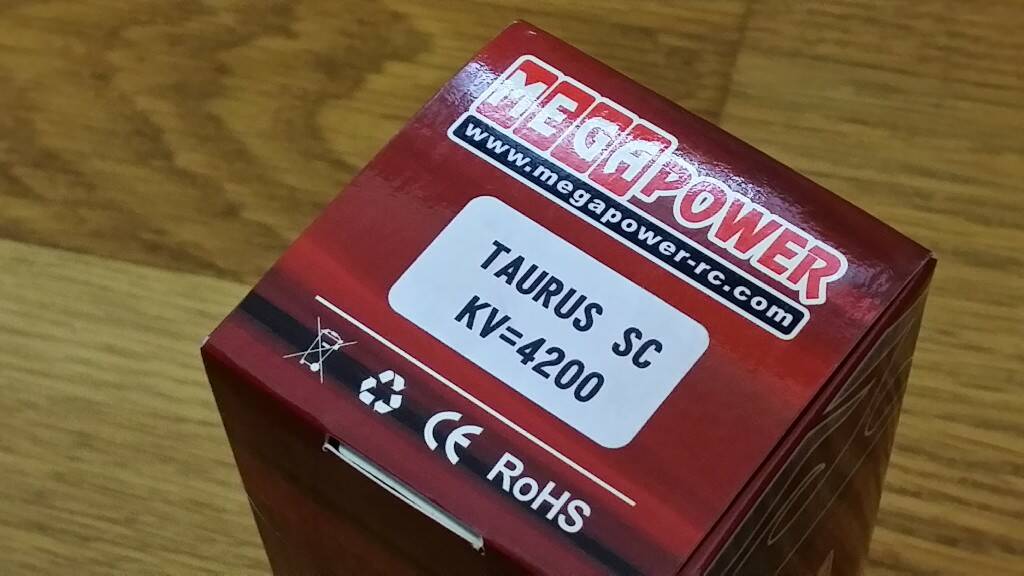 MEGAPOWER
www.megapower-rc.com
TAURUS SC
KV=4200
CE RoHS